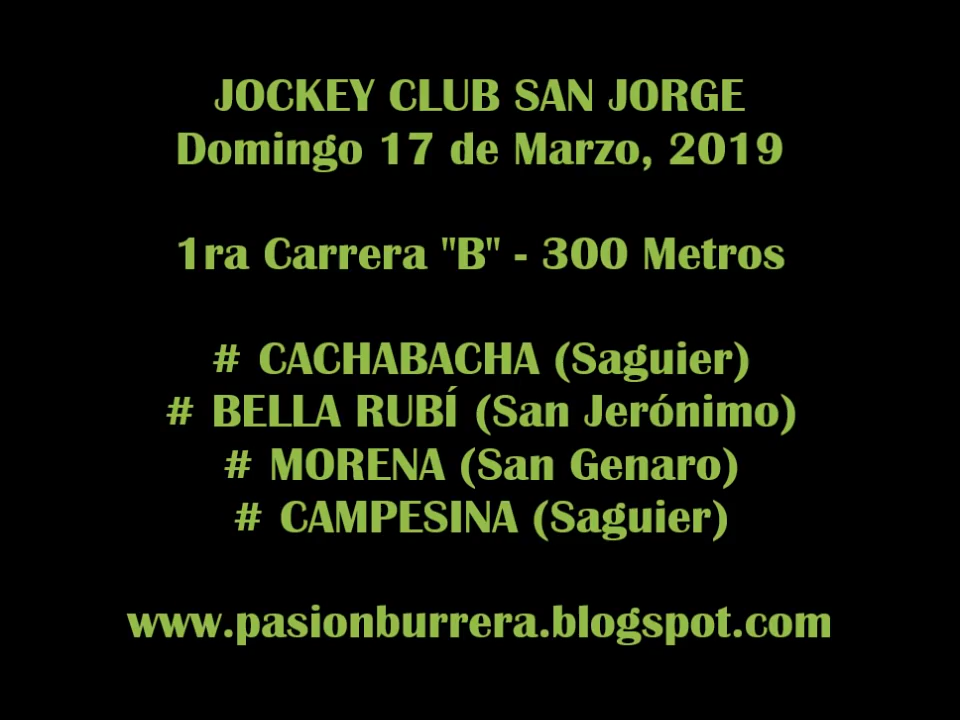 JOCKEY CLUB SAN JORGE
Domingo 17 de Marzo, 2019
1ra Carrera "B" - 300 Metros
# CACHABACHA (Saguier)
# BELLA RUBÍ (San Jerónimo)
# MORENA (San Genaro)
# CAMPESINA (Saguier)
www.pasionburrera.blogspot.com